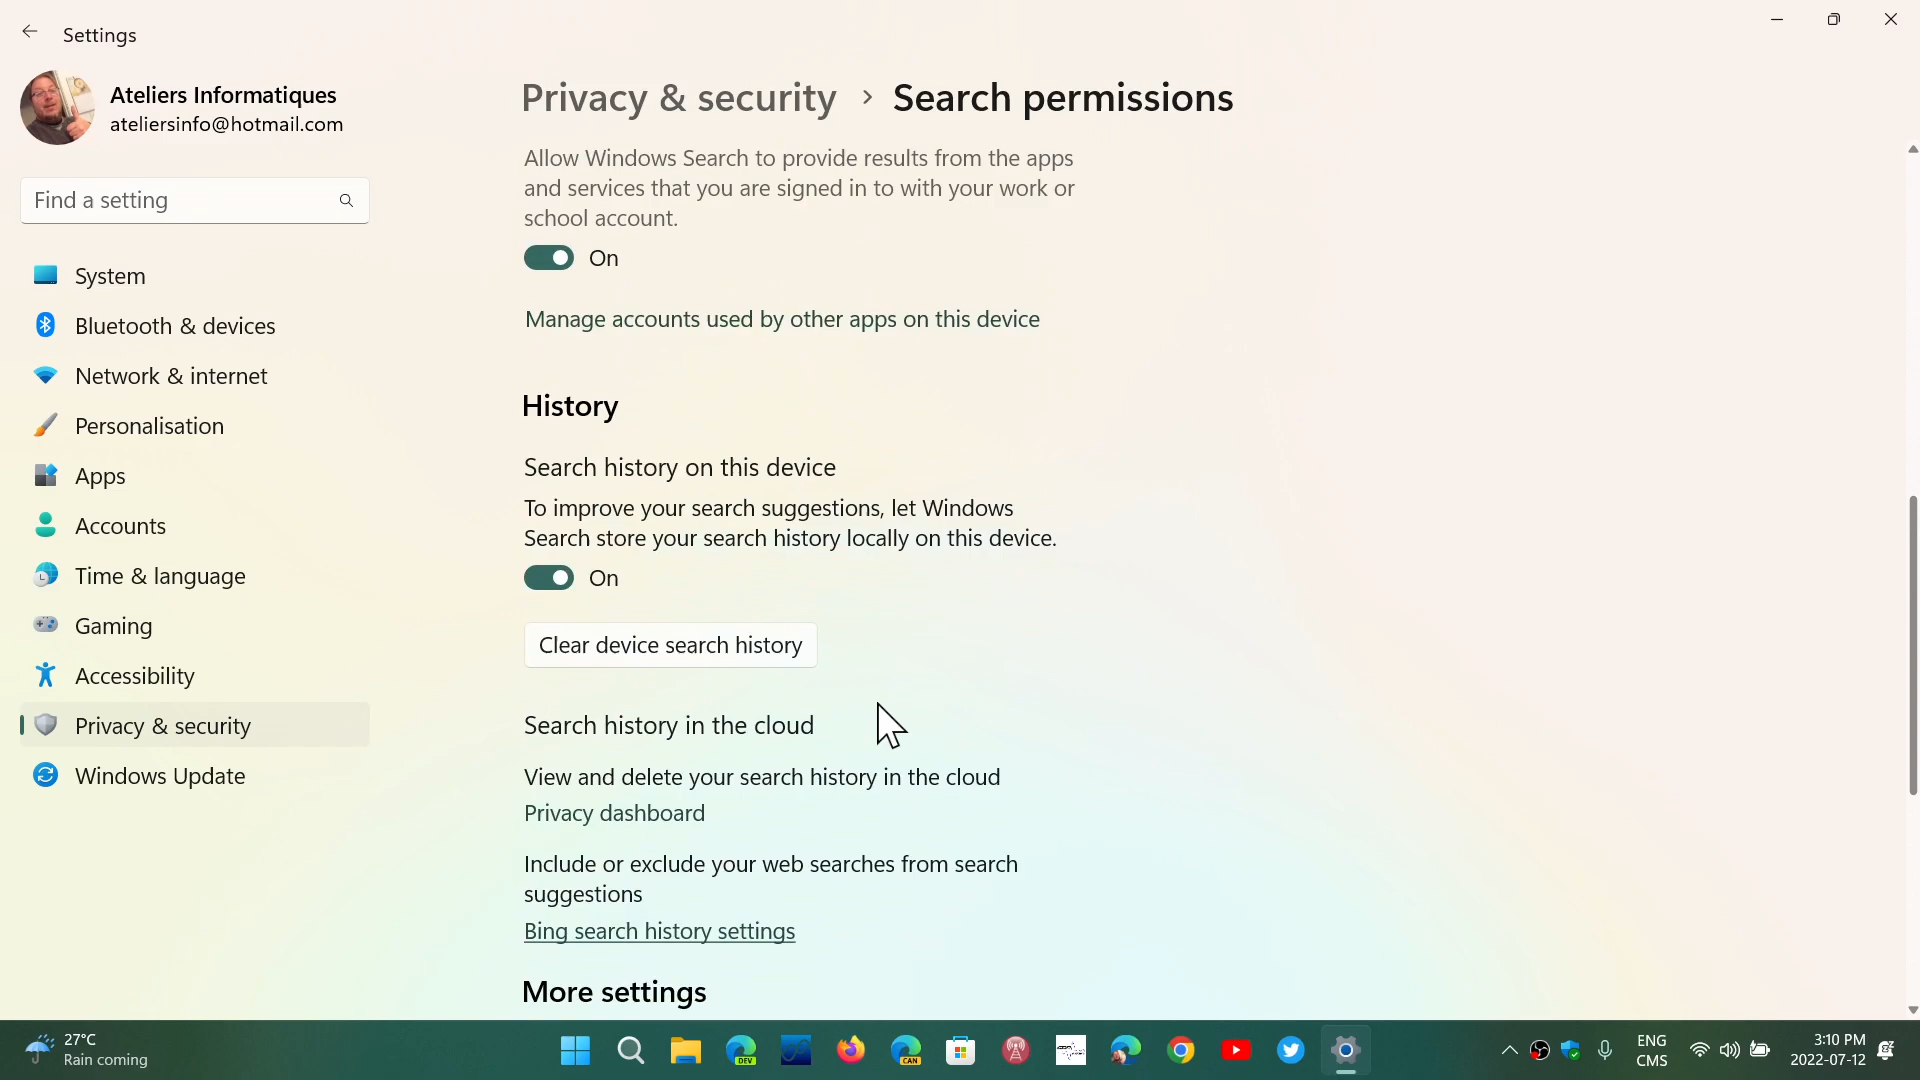 Settings
Ateliers Informatiques
ateliersinfo@hotmail.com
Find a setting
System
Bluetooth & devices
Network & internet
Personalisation
Apps
Accounts
Time & language
Gaming
Accessibility
Privacy & security
Windows Update
Privacy & security > Search permissions
Allow Windows Search to provide results from the apps
and services that you are signed in to with your work or
school account.
On
Manage accounts used by other apps on this device
History
Search history on this device
To improve your search suggestions, let Windows
Search store your search history locally on this device.
On
Clear device search history
Search history in the cloud
View and delete your search history in the cloud
Privacy dashboard
Include or exclude your web searches from search
suggestions
Bing search history settings
More settings
27°C
Rain coming
DEV
CAN
ENG
CMS
3:10 PM
2022-07-12